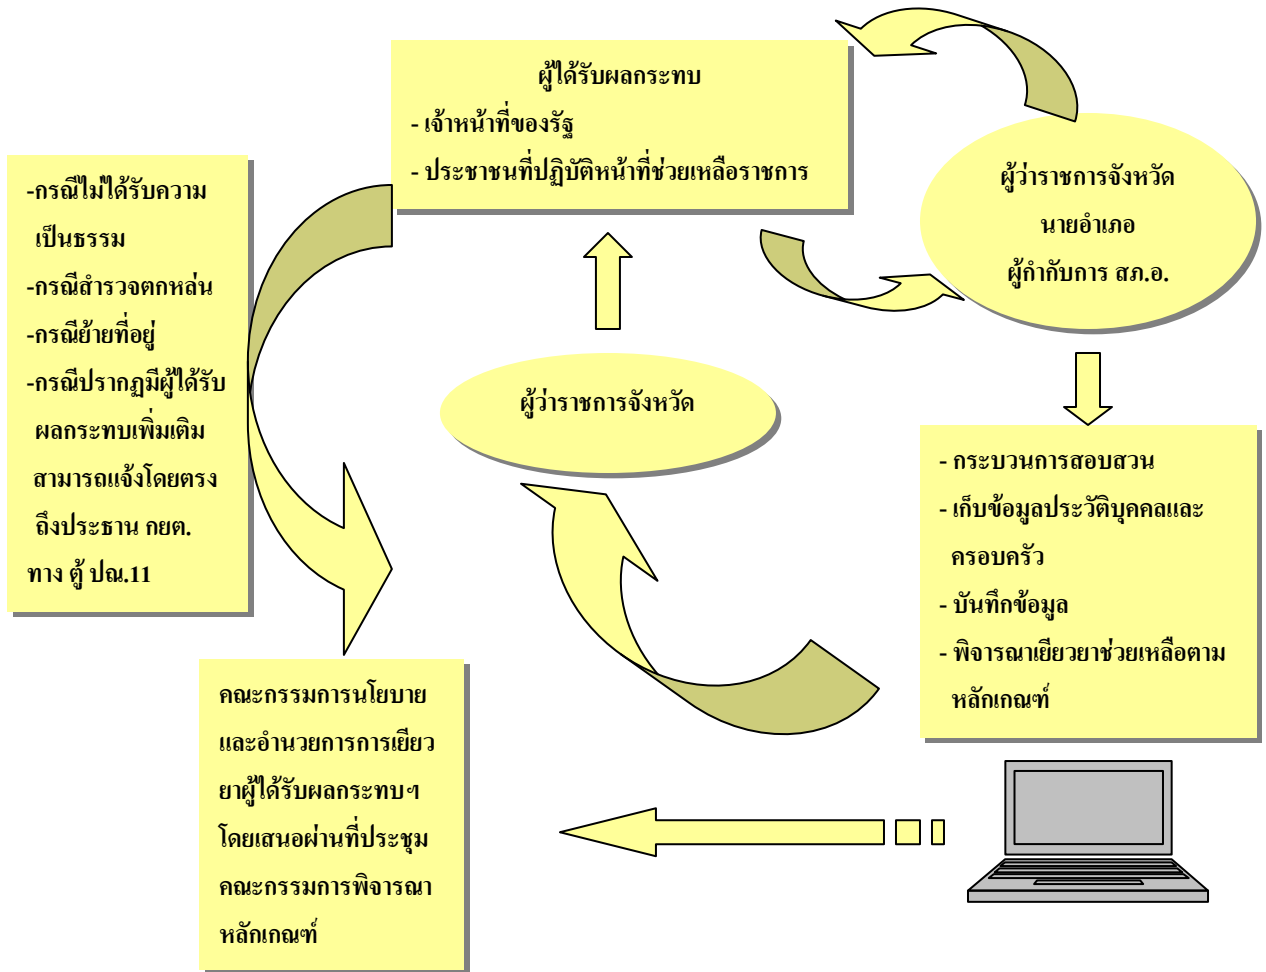 ผู้ได้รับผลกระทบ
- เจ้าหน้าที่ของรัฐ
- ประชาชนที่ปฏิบัติหน้าที่ช่วยเหลือราชการ
ผู้ว่าราชการจังหวัด
นายอำเภอ
ผู้กำกับการ สภ.อ.
-กรณีไม่ได้รับความ
เป็นธรรม
-กรณีสำรวจตกหล่น
-กรณีย้ายที่อยู่
-กรณีปรากฏมีผู้ได้รับ
ผลกระทบเพิ่มเติม
สามารถแจ้งโดยตรง
ถึงประธาน กยต.
ทาง ตู้ ปณ.11
ผู้ว่าราชการจังหวัด
- กระบวนการสอบสวน
- เก็บข้อมูลประวัติบุคคลและ
ครอบครัว
- บันทึกข้อมูล
- พิจารณาเยียวยาช่วยเหลือตาม
หลักเกณฑ์
คณะกรรมการนโยบาย
และอำนวยการการเยียว
ยาผู้ได้รับผลกระทบฯ
โดยเสนอผ่านที่ประชุม
คณะกรรมการพิจารณา
หลักเกณฑ์